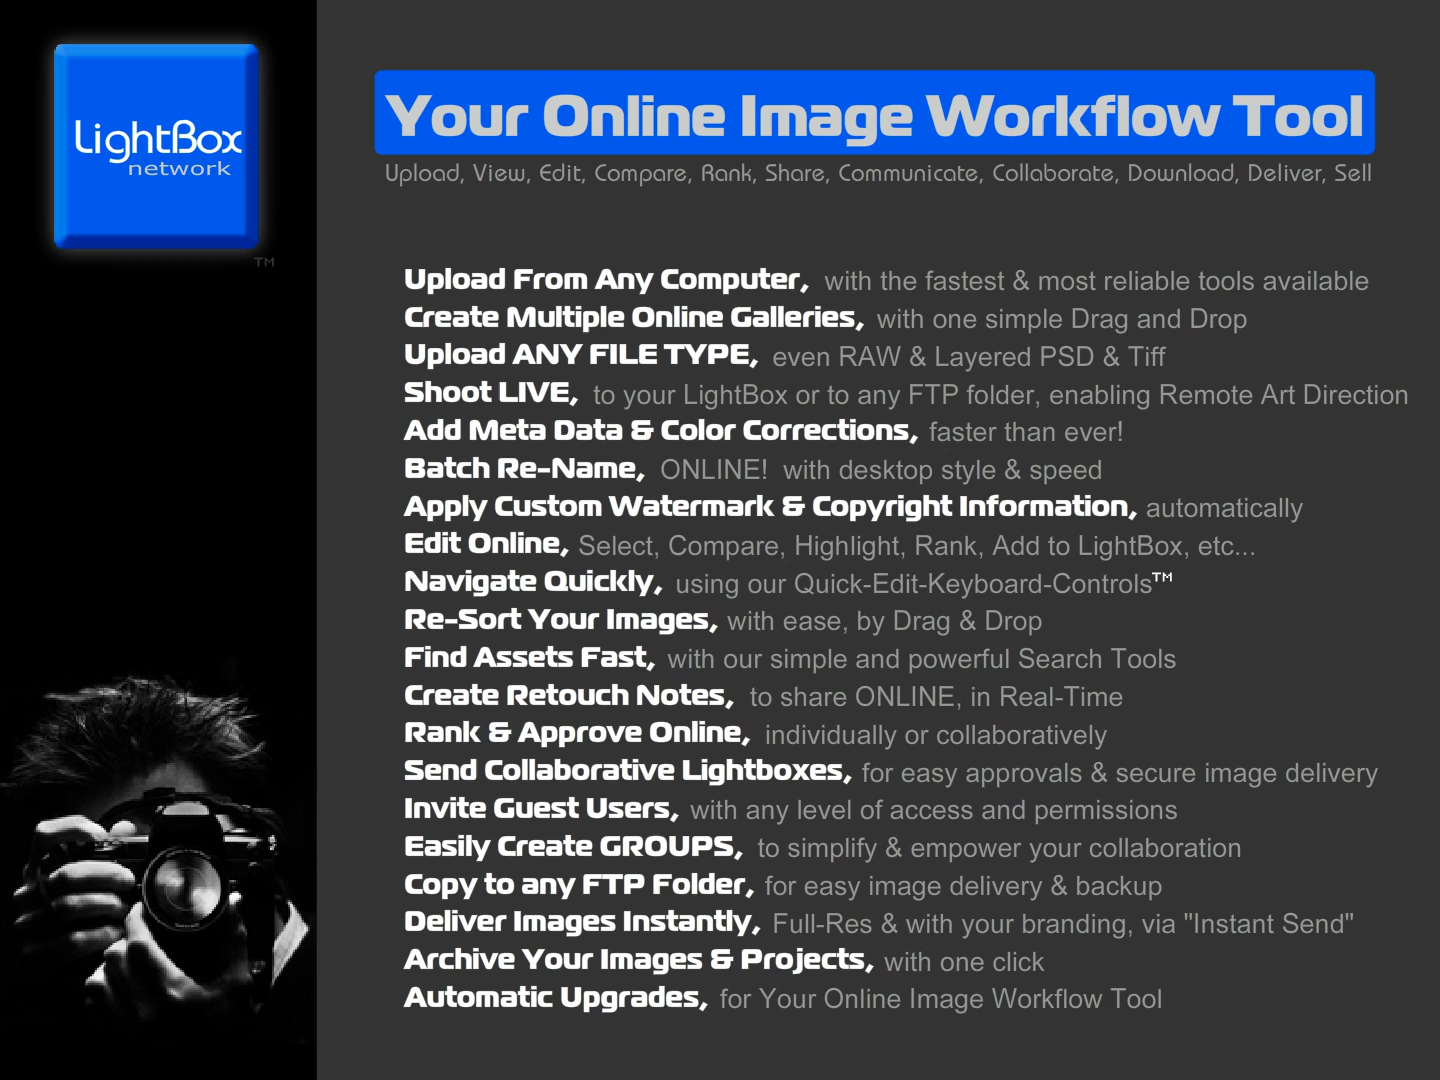 LightBox
network
TM
Your Online Image Workflow Tool
Upload, View, Edit, Compare, Rank, Share, Communicate, Collaborate, Download, Deliver, Sell
Upload From Any Computer, with the fastest & most reliable tools available
Create Multiple Online Galleries, with one simple Drag and Drop
Upload ANY FILE TYPE, even RAW & Layered PSD & Tiff
Shoot LIVE, to your LightBox or to any FTP folder, enabling Remote Art Direction
Add Meta Data & Color Corrections, faster than ever!
Batch Re-Name, ONLINE! with desktop style & speed
Apply Custom Watermark & Copyright Information, automatically
Edit Online, Select, Compare, Highlight, Rank, Add to LightBox, etc...
Navigate Quickly, using our Quick-Edit-Keyboard-Controls™
Re-Sort Your Images, with ease, by Drag & Drop
Find Assets Fast, with our simple and powerful Search Tools
Create Retouch Notes, to share ONLINE, in Real-Time
Rank & Approve Online, individually or collaboratively
Send Collaborative Lightboxes, for easy approvals & secure image delivery
Invite Guest Users, with any level of access and permissions
Easily Create GROUPS, to simplify & empower your collaboration
Copy to any FTP Folder, for easy image delivery & backup
Deliver Images Instantly, Full-Res & with your branding, via "Instant Send"
Archive Your Images & Projects, with one click
Automatic Upgrades, for Your Online Image Workflow Tool